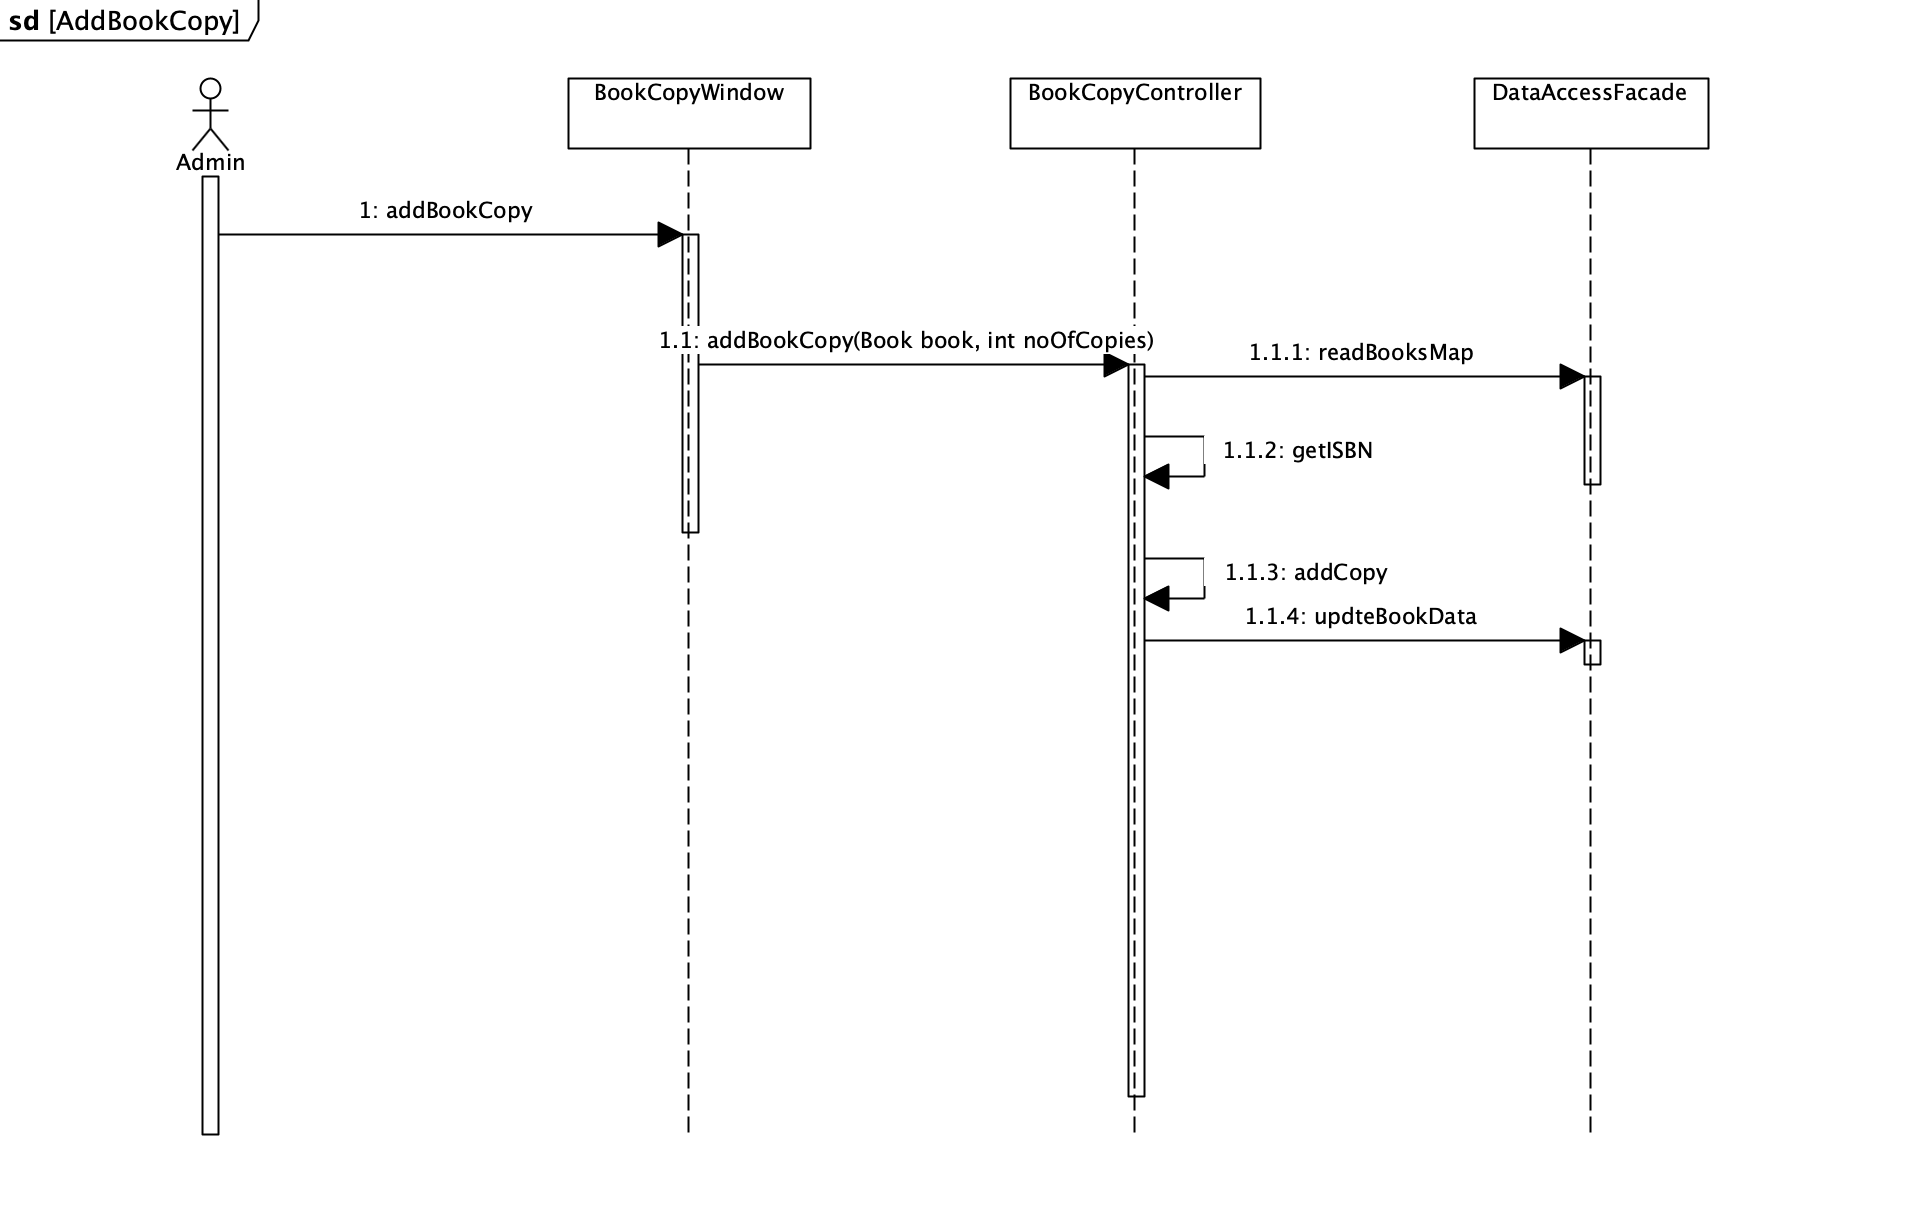 sd [AddBookCopy]
BookCopyWindow
BookCopyController
DataAccessFacade
Admin
1: addBookCopy
1.1: addBookCopy(Book book, int noOfCopies)
1.1.1: readBooksMap
1.1.2: getISBN
1.1.3: addCopy
1.1.4: updteBookData